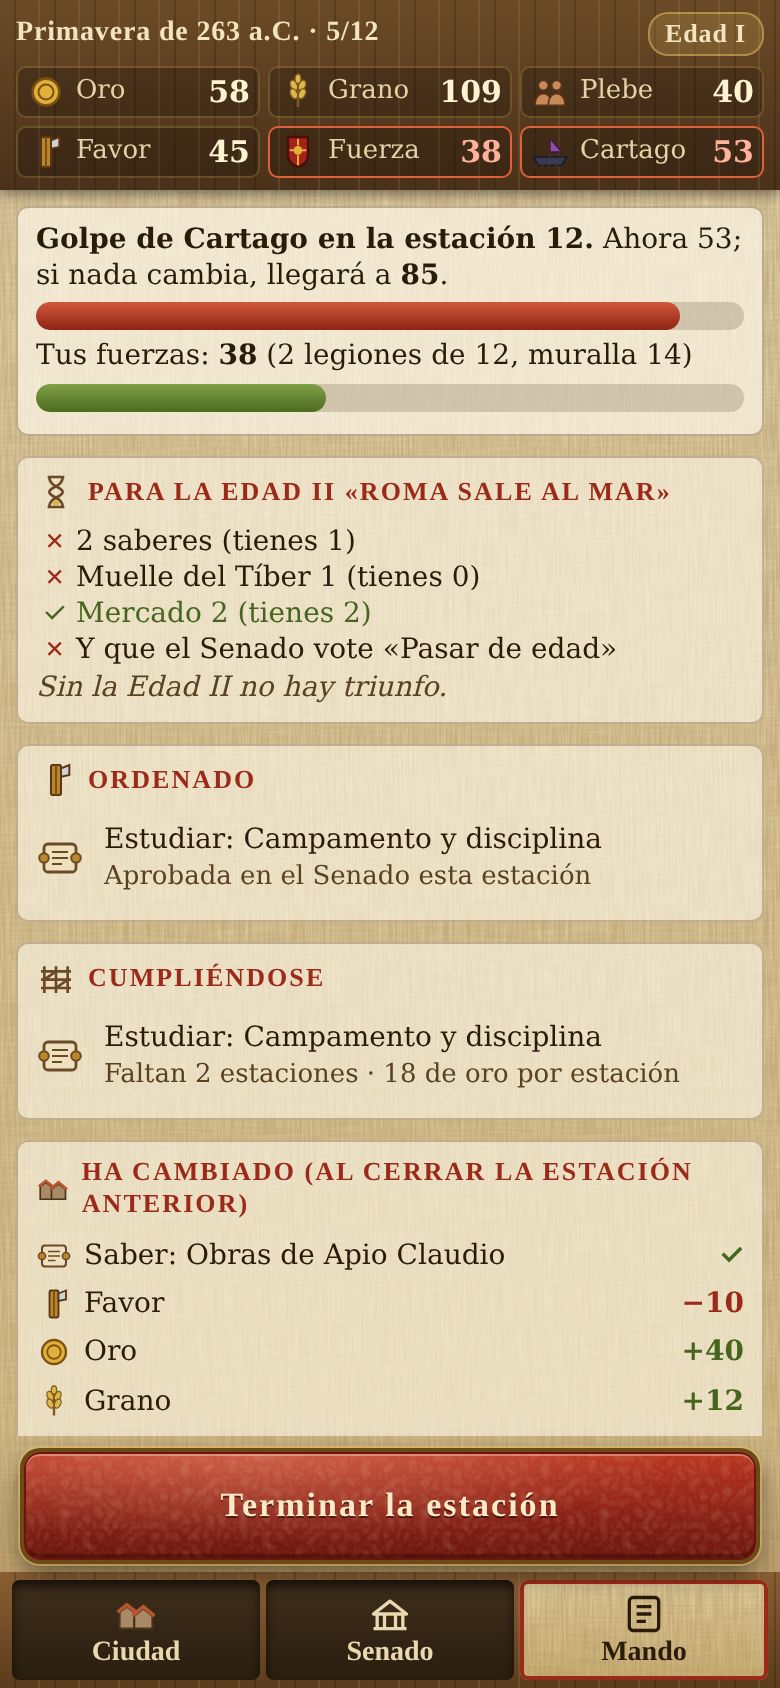 Primavera de 263 a.C. · 5/12
Edad I
Oro 58
Grano 109
Plebe 40
Favor 45
Fuerza 38
Cartago 53
Golpe de Cartago en la estación 12. Ahora 53;
si nada cambia, llegará a 85.
Tus fuerzas: 38 (2 legiones de 12, muralla 14)
PARA LA EDAD II «ROMA SALE AL MAR»
✕ 2 saberes (tienes 1)
✕ Muelle del Tíber 1 (tienes 0)
✓ Mercado 2 (tienes 2)
✕ Y que el Senado vote «Pasar de edad»
Sin la Edad II no hay triunfo.
ORDENADO
Estudiar: Campamento y disciplina
Aprobada en el Senado esta estación
CUMPLIÉNDOSE
Estudiar: Campamento y disciplina
Faltan 2 estaciones · 18 de oro por estación
HA CAMBIADO (AL CERRAR LA ESTACIÓN
ANTERIOR)
Saber: Obras de Apio Claudio ✓
Favor −10
Oro +40
Grano +12
Terminar la estación
Ciudad
Senado
Mando